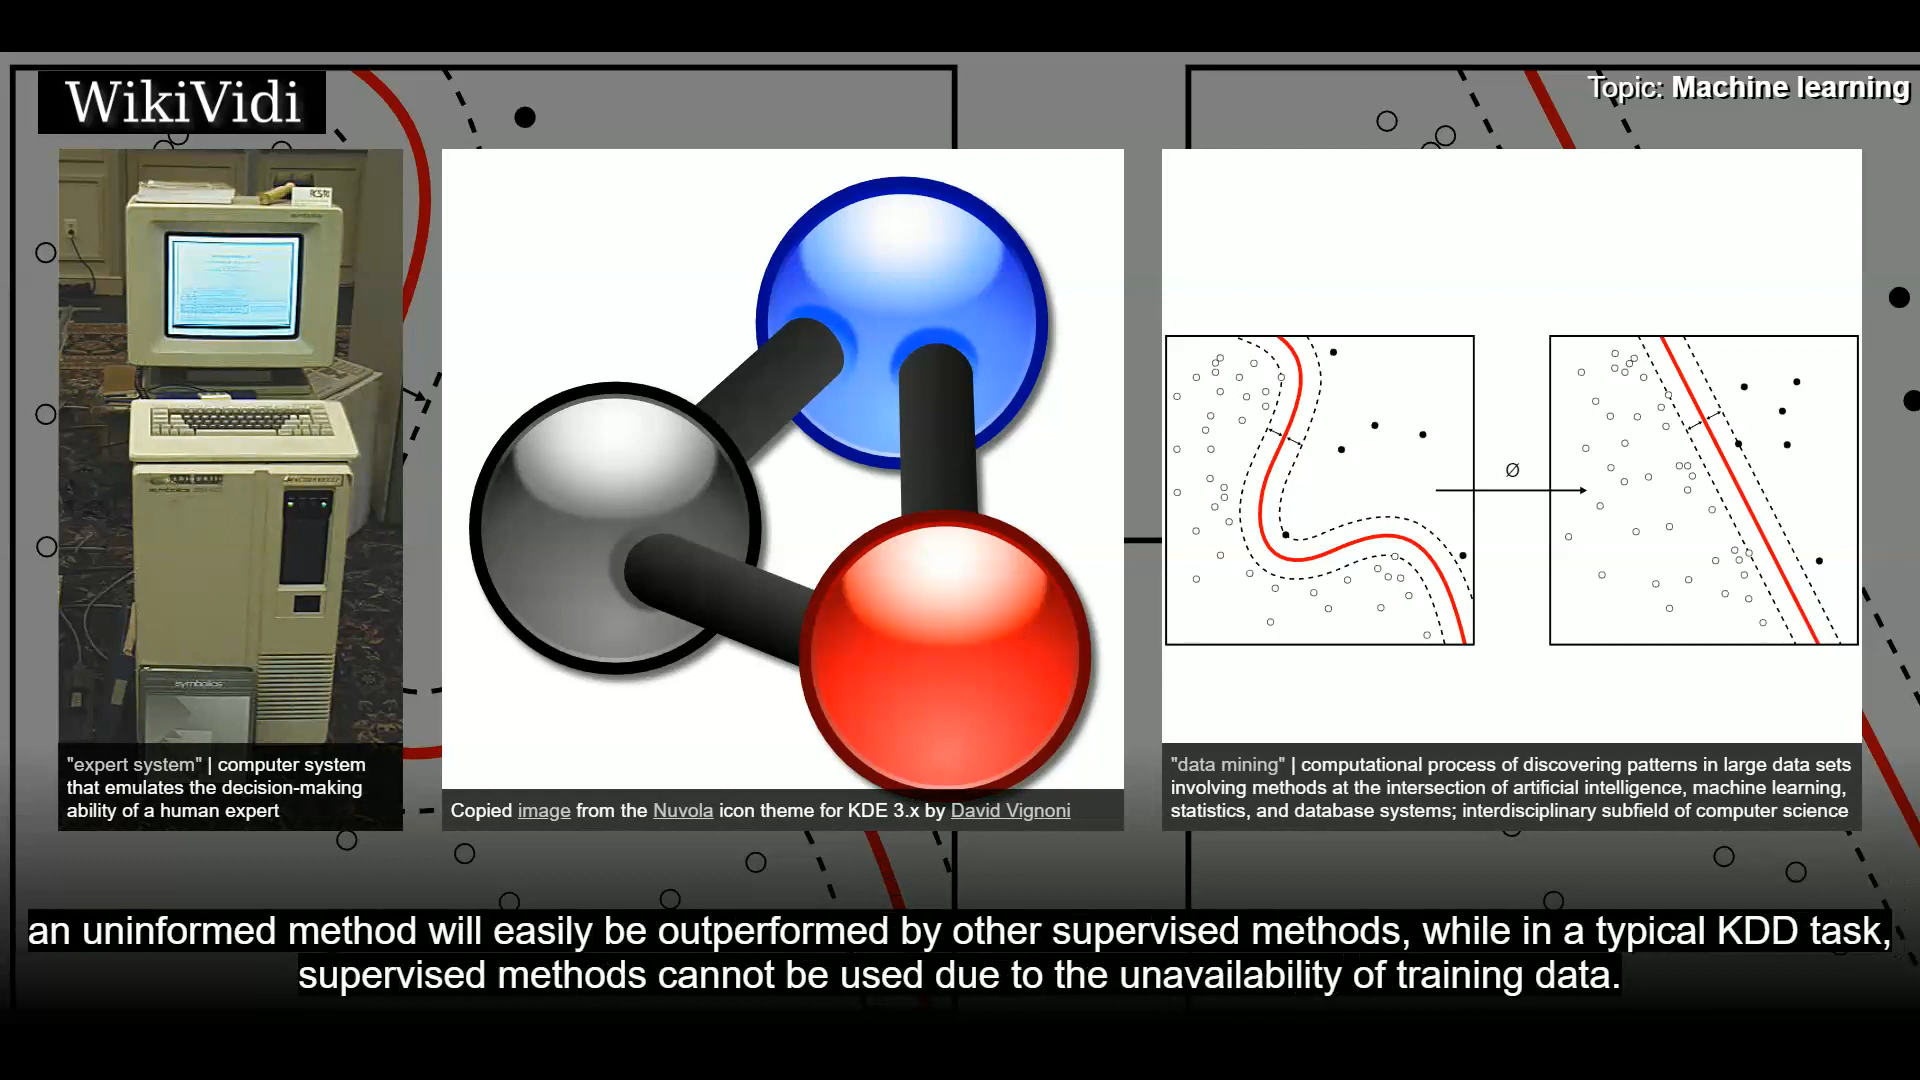 WikiVidi
Topic: Machine learning
symbolics
"expert system" | computer system
that emulates the decision-making
ability of a human expert
Copied image from the Nuvola icon theme for KDE 3.x by David Vignoni
Ø
"data mining" | computational process of discovering patterns in large data sets
involving methods at the intersection of artificial intelligence, machine learning,
statistics, and database systems; interdisciplinary subfield of computer science
an uninformed method will easily be outperformed by other supervised methods, while in a typical KDD task,
supervised methods cannot be used due to the unavailability of training data.